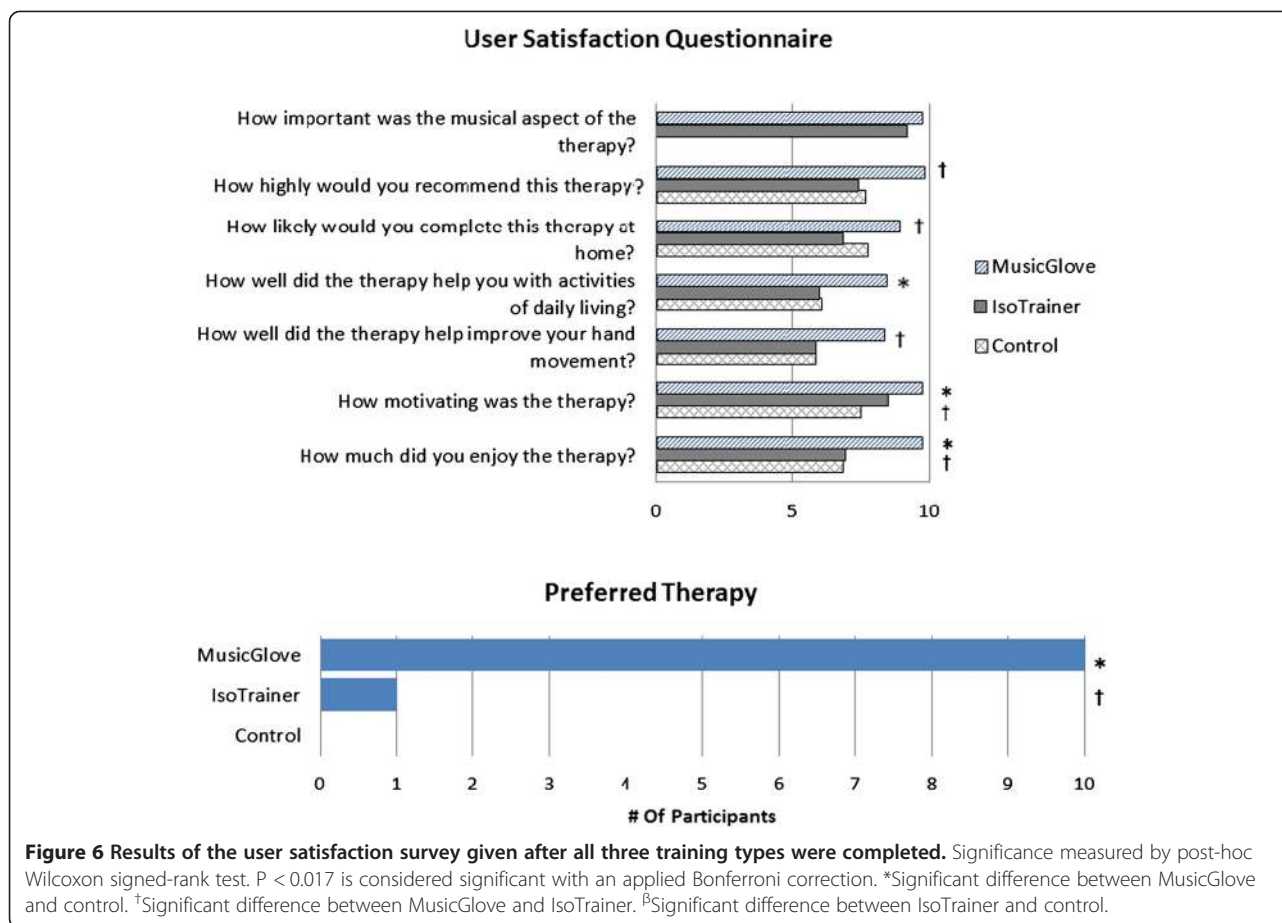 User Satisfaction Questionnaire
How important was the musical aspect of the
therapy?
How highly would you recommend this therapy?
How likely would you complete this therapy at
home?
How well did the therapy help you with activities
of daily living?
How well did the therapy help improve your hand
movement?
How motivating was the therapy?
How much did you enjoy the therapy?
†
†
*
†
*
†
*
†
MusicGlove
IsoTrainer
Control
0 5 10
Preferred Therapy
MusicGlove
*
IsoTrainer
†
Control
0 1 2 3 4 5 6 7 8 9 10
# Of Participants
Figure 6 Results of the user satisfaction survey given after all three training types were completed. Significance measured by post-hoc
Wilcoxon signed-rank test. P < 0.017 is considered significant with an applied Bonferroni correction. *Significant difference between MusicGlove
and control. †Significant difference between MusicGlove and IsoTrainer. βSignificant difference between IsoTrainer and control.